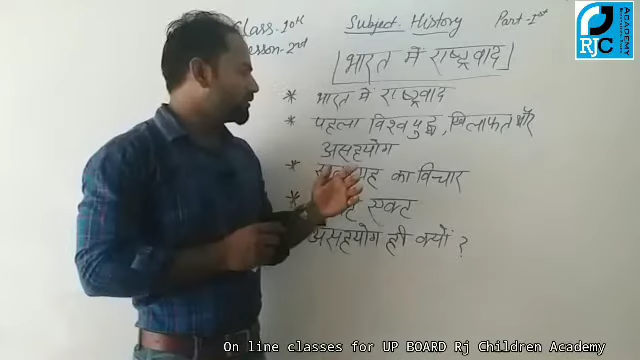 Class-10th Subject-History Part-Ist
Lesson-2nd
भारत में राष्ट्रवाद
* भारत में राष्ट्रवाद
* पहला विश्वयुद्ध, खिलाफत और
असहयोग
* का विचार
* एक्ट
असहयोग ही क्यों ?
ACADEMY
RJC
On line classes for UP BOARD Rj Children Academy